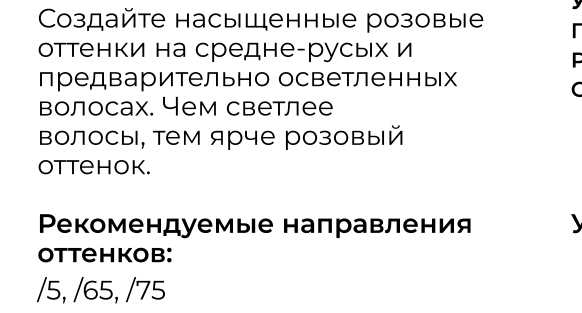 Создайте насыщенные розовые
оттенки на средне-русых и
предварительно осветленных
волосах. Чем светлее
волосы, тем ярче розовый
оттенок.
Рекомендуемые направления
оттенков:
/5, /65, /75